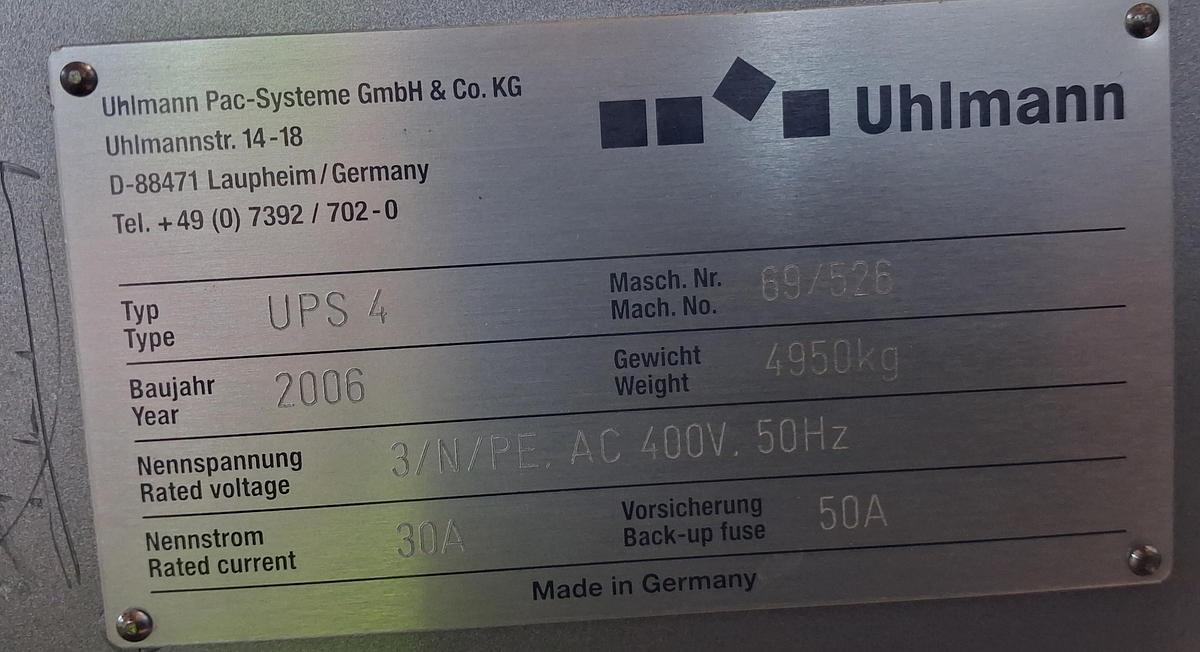 Uhlmann Pac-Systeme GmbH & Co. KG
Uhlmannstr. 14-18
D-88471 Laupheim/Germany
Tel. +49 (0) 7392 / 702-0
Uhlmann
Typ
Type
UPS 4
Masch. Nr.
Mach. No.
69/526
Baujahr
Year
2006
Gewicht
Weight
4950kg
Nennspannung
Rated voltage
3/N/PE. AC 400V. 50Hz
Nennstrom
Rated current
30A
Vorsicherung
Back-up fuse
50A
Made in Germany